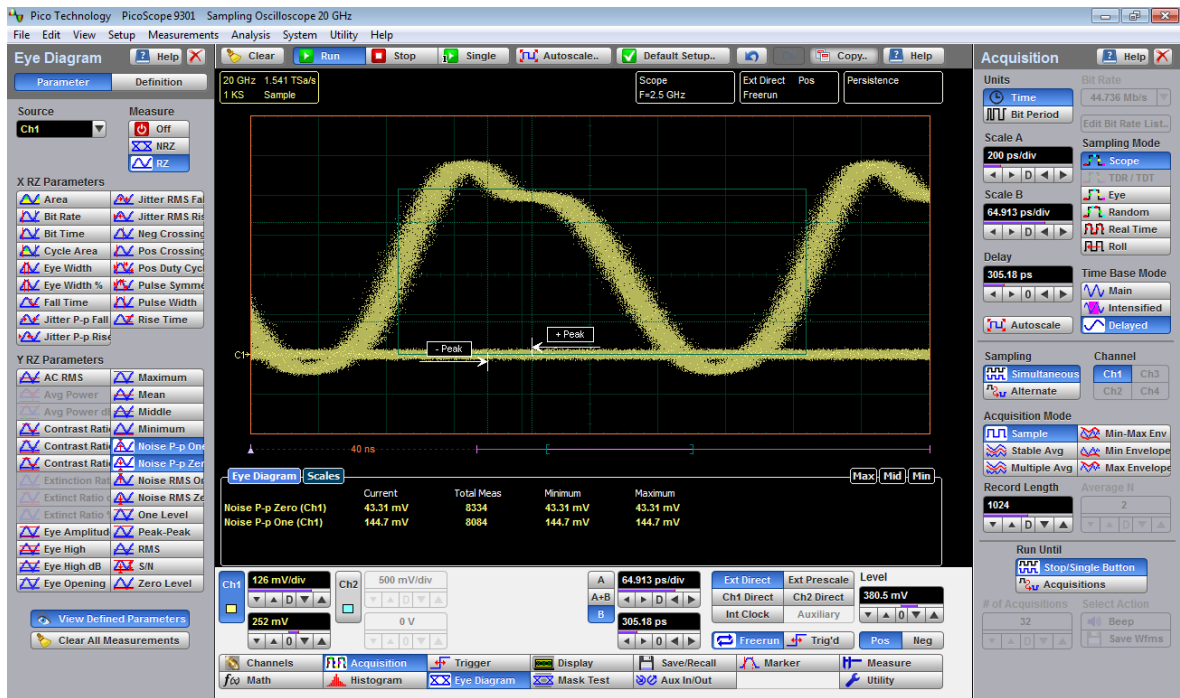 Pico Technology PicoScope 9301 Sampling Oscilloscope 20 GHz
File Edit View Setup Measurements Analysis System Utility Help
Eye Diagram Help
Parameter Definition
Source Measure
Ch1 Off
NRZ
RZ
X RZ Parameters
Area Jitter RMS Fa
Bit Rate Jitter RMS Ris
Bit Time Neg Crossing
Cycle Area Pos Crossing
Eye Width Pos Duty Cycl
Eye Width % Pulse Symme
Fall Time Pulse Width
Jitter P-p Fall Rise Time
Jitter P-p Rise
Y RZ Parameters
AC RMS Maximum
Avg Power Mean
Avg Power dB Middle
Contrast Ratio Minimum
Contrast Ratio Noise P-p One
Contrast Ratio Noise P-p Zer
Extinction Rat Noise RMS On
Extinct Ratio Noise RMS Ze
Extinct Ratio One Level
Eye Amplitud Peak-Peak
Eye High RMS
Eye High dB S/N
Eye Opening Zero Level
View Defined Parameters
Clear All Measurements
Clear Run Stop Single Autoscale.. Default Setup.. Copy.. Help
20 GHz 1.541 TSa/s
1 KS Sample
Scope
F=2.5 GHz
Ext Direct Pos
Freerun
Persistence
+ Peak
- Peak
C1+
40 ns
Eye Diagram Scales Max Mid Min
Current Total Meas Minimum Maximum
Noise P-p Zero (Ch1) 43.31 mV 8334 43.31 mV 43.31 mV
Noise P-p One (Ch1) 144.7 mV 8084 144.7 mV 144.7 mV
Ch1 126 mV/div Ch2 500 mV/div A 64.913 ps/div Ext Direct Ext Prescale Level
D D A+B D Ch1 Direct Ch2 Direct 380.5 mV
252 mV 0 V B 305.18 ps Int Clock Auxiliary 0
0 0 0 Freerun Trig'd Pos Neg
Channels Acquisition Trigger Display Save/Recall Marker Measure
f(x) Math Histogram Eye Diagram Mask Test Aux In/Out Utility
Acquisition Help
Units Bit Rate
Time 44.736 Mb/s
Bit Period Edit Bit Rate List..
Scale A Sampling Mode
200 ps/div Scope
D TDR / TDT
Scale B Eye
64.913 ps/div Random
D Real Time
Roll
Delay
305.18 ps Time Base Mode
0 Main
Intensified
Autoscale Delayed
Sampling Channel
Simultaneous Ch1 Ch3
Alternate Ch2 Ch4
Acquisition Mode
Sample Min-Max Env
Stable Avg Min Envelope
Multiple Avg Max Envelope
Record Length Average N
1024 2
D D
Run Until
Stop/Single Button
Acquisitions
# of Acquisitions Select Action
32 Beep
D Save Wfms